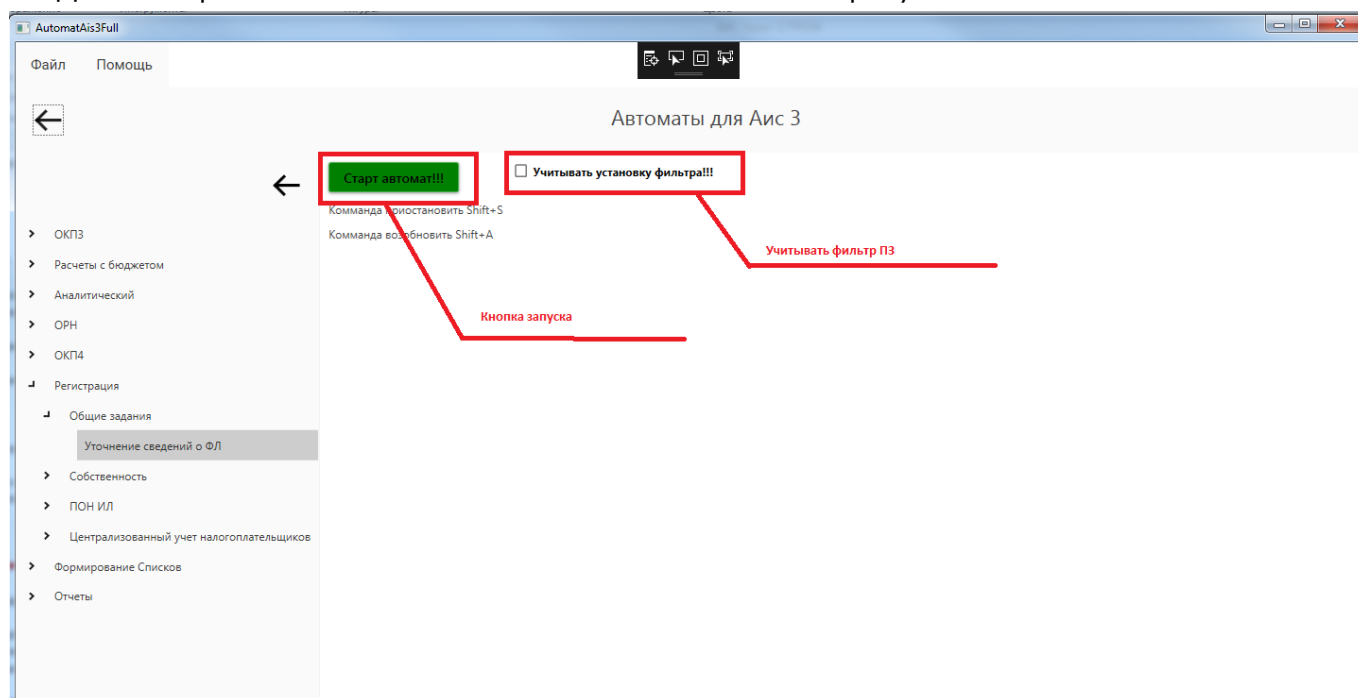 AutomatAis3Full
Файл Помощь
Автоматы для Аис 3
Старт автомат!!!
Учитывать установку фильтра!!!
Комманда приостановить Shift+S
Комманда возобновить Shift+A
Учитывать фильтр ПЗ
Кнопка запуска
ОКП3
Расчеты с бюджетом
Аналитический
ОРН
ОКП4
Регистрация
Общие задания
Уточнение сведений о ФЛ
Собственность
ПОН ИЛ
Централизованный учет налогоплательщиков
Формирование Списков
Отчеты